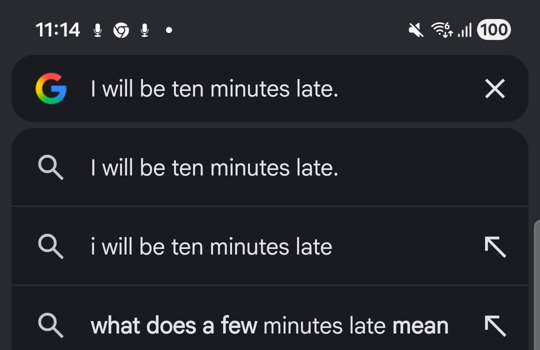 11:14
100
I will be ten minutes late.
I will be ten minutes late.
i will be ten minutes late
what does a few minutes late mean